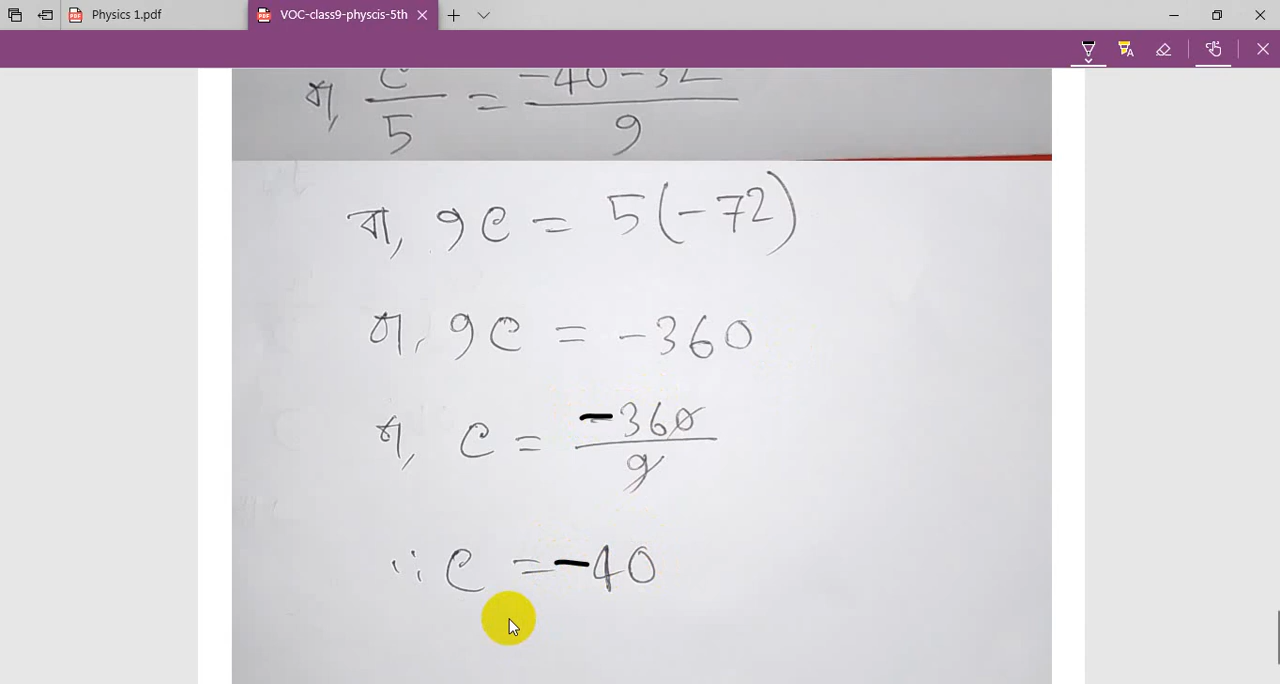 Physics 1.pdf
VOC-class9-physcis-5th
বা, C/5 = -40-32/9
বা, 9C = 5(-72)
বা, 9C = -360
বা, C = -360/9
∴ C = -40